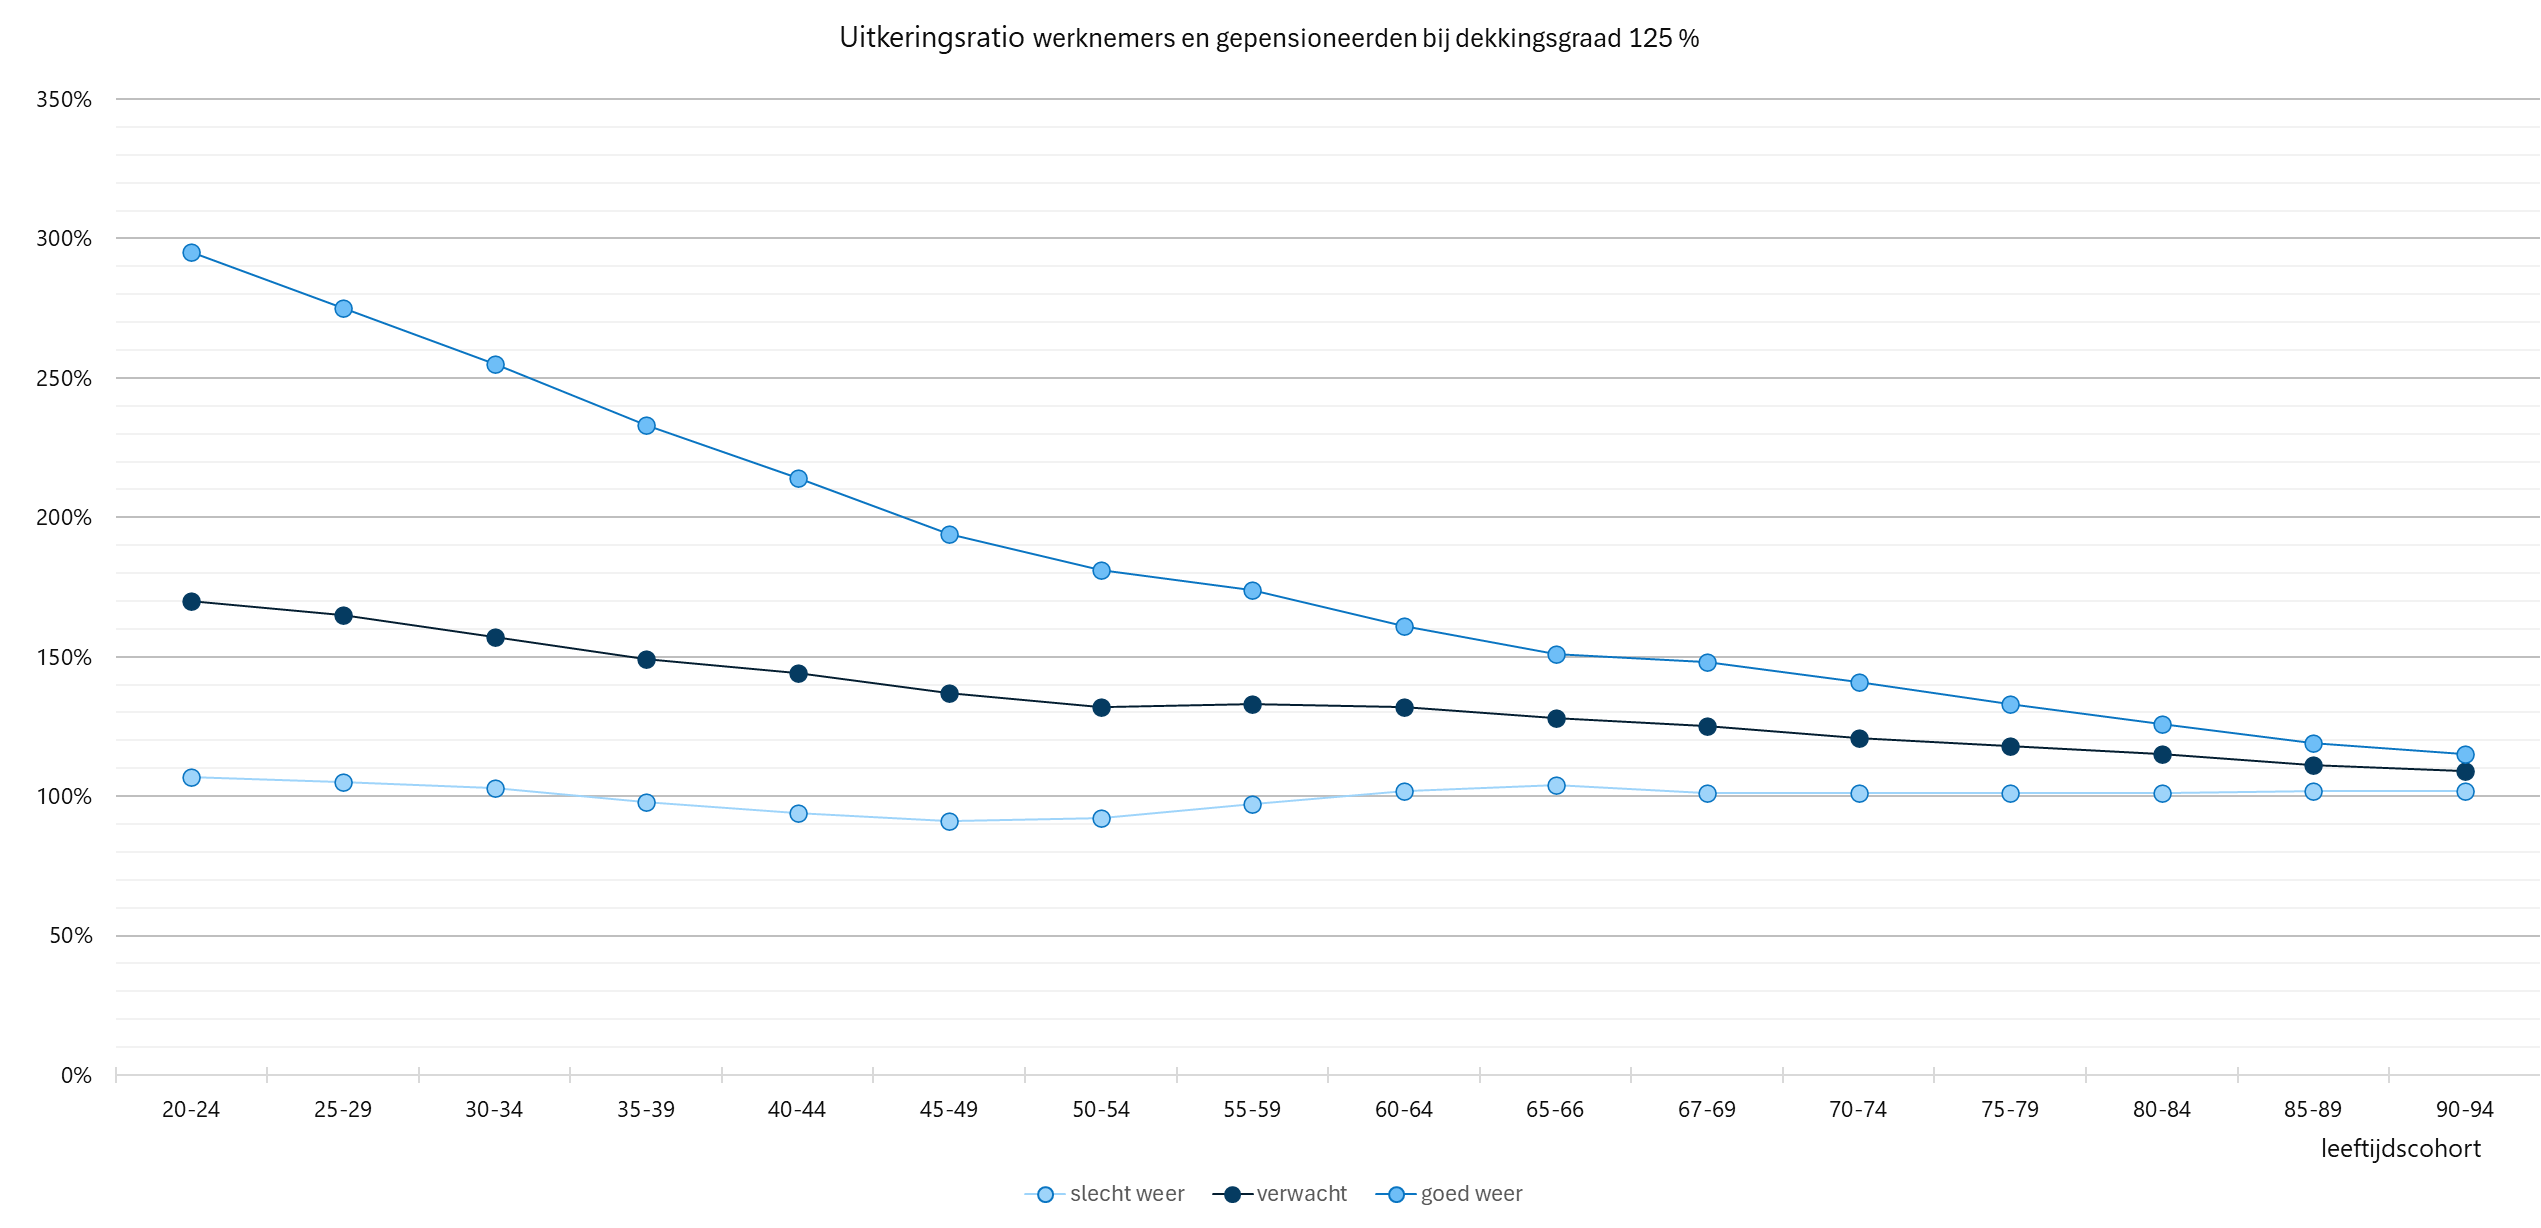 Uitkeringsratio werknemers en gepensioneerden bij dekkingsgraad 125 %
350%
300%
250%
200%
150%
100%
50%
0%
20-24 25-29 30-34 35-39 40-44 45-49 50-54 55-59 60-64 65-66 67-69 70-74 75-79 80-84 85-89 90-94
leeftijdscohort
slecht weer verwacht goed weer